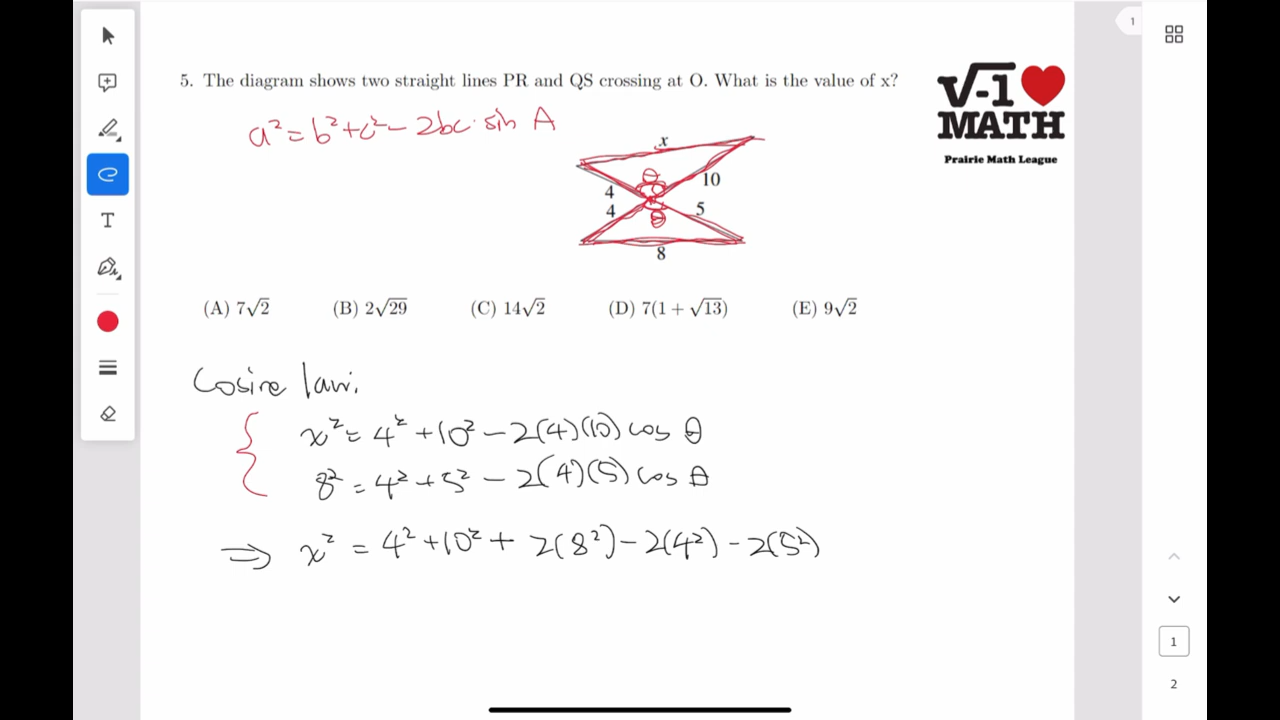 1
5. The diagram shows two straight lines PR and QS crossing at O. What is the value of x?
√-1
MATH
Prairie Math League
a² = b² + c² - 2bc · sin A
x
θ
10
4
4
5
θ
8
(A) 7√2 (B) 2√29 (C) 14√2 (D) 7(1 + √13) (E) 9√2
T
Cosine law:
x² = 4² + 10² - 2(4)(10) cos θ
8² = 4² + 5² - 2(4)(5) cos θ
⇒ x² = 4² + 10² + 2(8²) - 2(4²) - 2(5²)
1
2